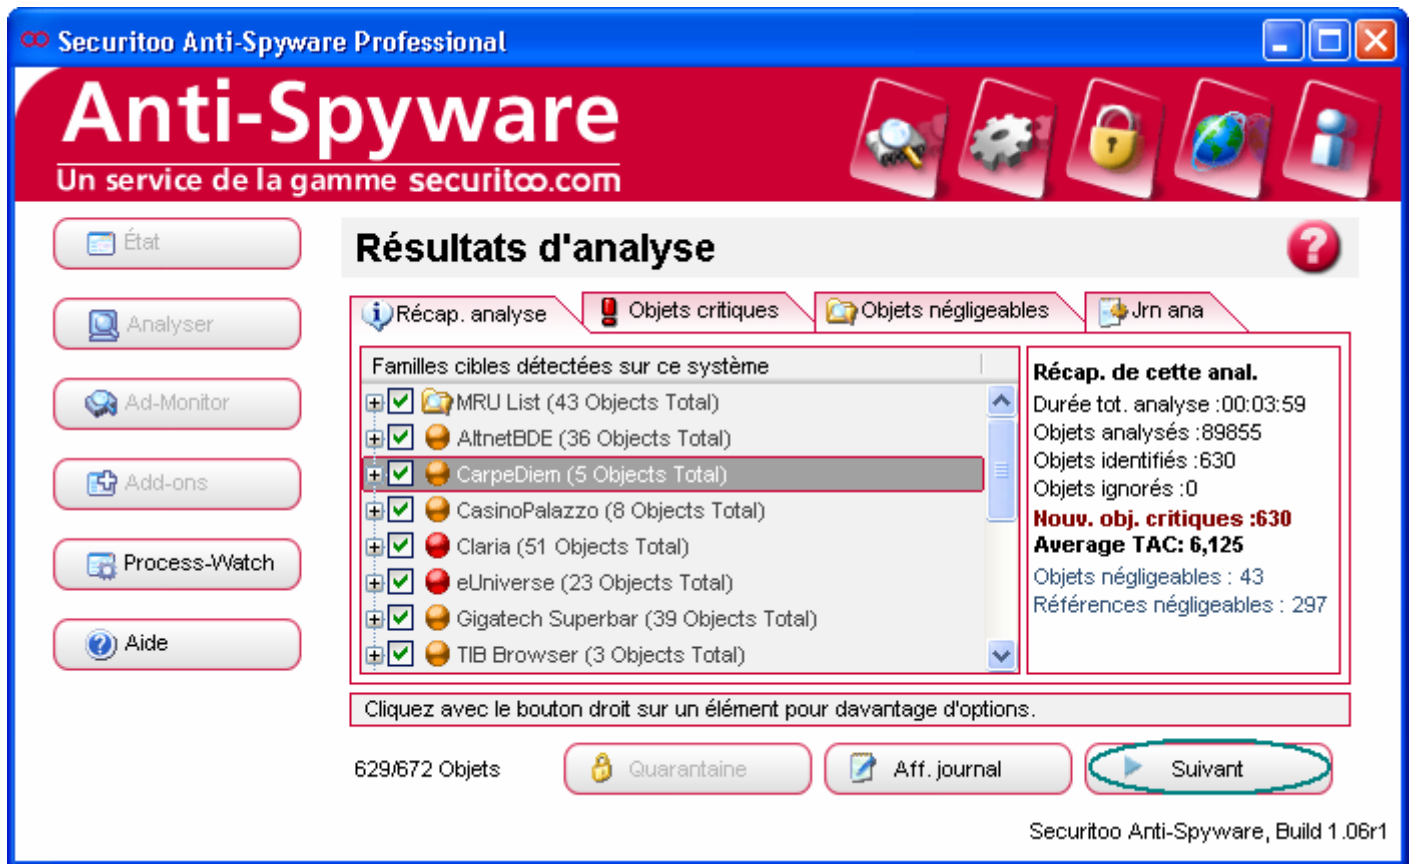 Securitoo Anti-Spyware Professional
Anti-Spyware
Un service de la gamme securitoo.com
État
Analyser
Ad-Monitor
Add-ons
Process-Watch
Aide
Résultats d'analyse
Récap. analyse
Objets critiques
Objets négligeables
Jrn ana
Familles cibles détectées sur ce système
MRU List (43 Objects Total)
AltnetBDE (36 Objects Total)
CarpeDiem (5 Objects Total)
CasinoPalazzo (8 Objects Total)
Claria (51 Objects Total)
eUniverse (23 Objects Total)
Gigatech Superbar (39 Objects Total)
TIB Browser (3 Objects Total)
Récap. de cette anal.
Durée tot. analyse :00:03:59
Objets analysés :89855
Objets identifiés :630
Objets ignorés :0
Nouv. obj. critiques :630
Average TAC: 6,125
Objets négligeables : 43
Références négligeables : 297
Cliquez avec le bouton droit sur un élément pour davantage d'options.
629/672 Objets
Quarantaine
Aff. journal
Suivant
Securitoo Anti-Spyware, Build 1.06r1